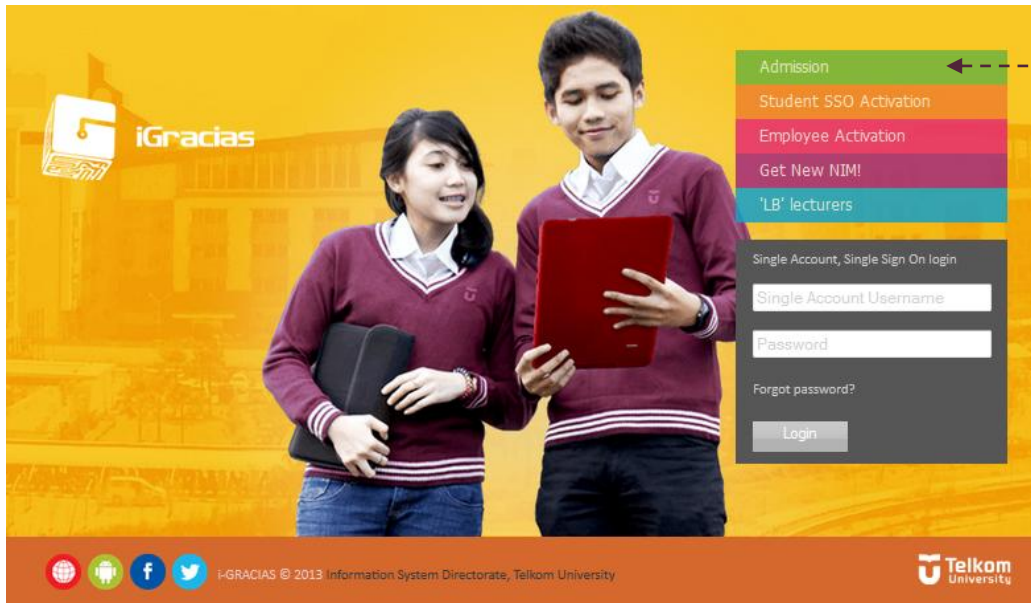 iGracias
Admission
Student SSO Activation
Employee Activation
Get New NIM!
'LB' lecturers
Single Account, Single Sign On login
Single Account Username
Password
Forgot password?
Login
i-GRACIAS © 2013 Information System Directorate, Telkom University
Telkom
University